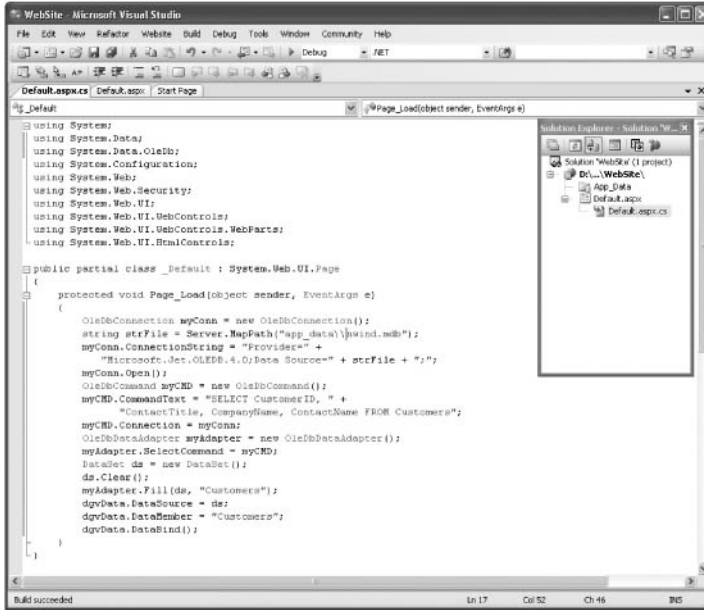 WebSite - Microsoft Visual Studio
File Edit View Refactor Website Build Debug Tools Window Community Help
Debug .NET
Default.aspx.cs Default.aspx Start Page
_Default Page_Load(object sender, EventArgs e)
using System;
using System.Data;
using System.Data.OleDb;
using System.Configuration;
using System.Web;
using System.Web.Security;
using System.Web.UI;
using System.Web.UI.WebControls;
using System.Web.UI.WebControls.WebParts;
using System.Web.UI.HtmlControls;
public partial class _Default : System.Web.UI.Page
{
protected void Page_Load(object sender, EventArgs e)
{
OleDbConnection myConn = new OleDbConnection();
string strFile = Server.MapPath("app_data\\nwind.mdb");
myConn.ConnectionString = "Provider=" +
"Microsoft.Jet.OLEDB.4.0;Data Source=" + strFile + ";";
myConn.Open();
OleDbCommand myCMD = new OleDbCommand();
myCMD.CommandText = "SELECT CustomerID, " +
"ContactTitle, CompanyName, ContactName FROM Customers";
myCMD.Connection = myConn;
OleDbDataAdapter myAdapter = new OleDbDataAdapter();
myAdapter.SelectCommand = myCMD;
DataSet ds = new DataSet();
ds.Clear();
myAdapter.Fill(ds, "Customers");
dgvData.DataSource = ds;
dgvData.DataMember = "Customers";
dgvData.DataBind();
}
}
Solution Explorer - Solution 'W...
Solution 'WebSite' (1 project)
D:\...\WebSite\
App_Data
Default.aspx
Default.aspx.cs
Build succeeded Ln 17 Col 52 Ch 46 INS